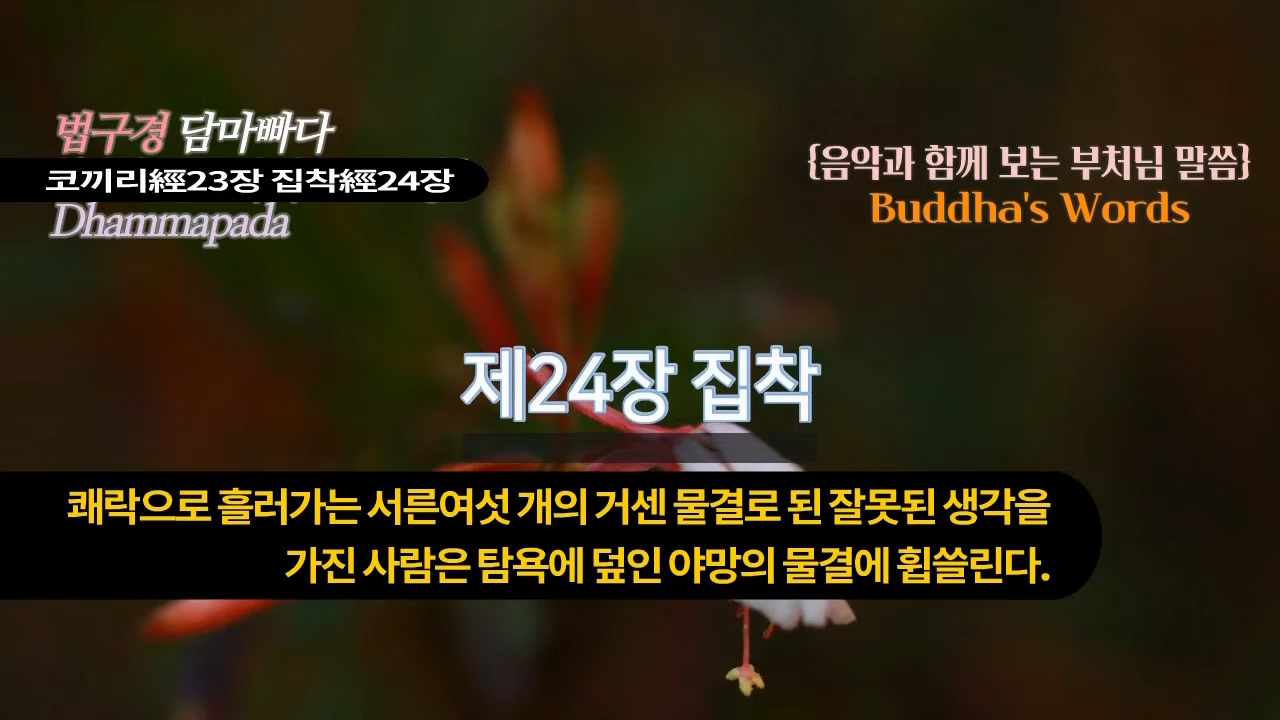 법구경 담마빠다
코끼리經23장 집착經24장
Dhammapada
{음악과 함께 보는 부처님 말씀}
Buddha's Words
제24장 집착
쾌락으로 흘러가는 서른여섯 개의 거센 물결로 된 잘못된 생각을
가진 사람은 탐욕에 덮인 야망의 물결에 휩쓸린다.